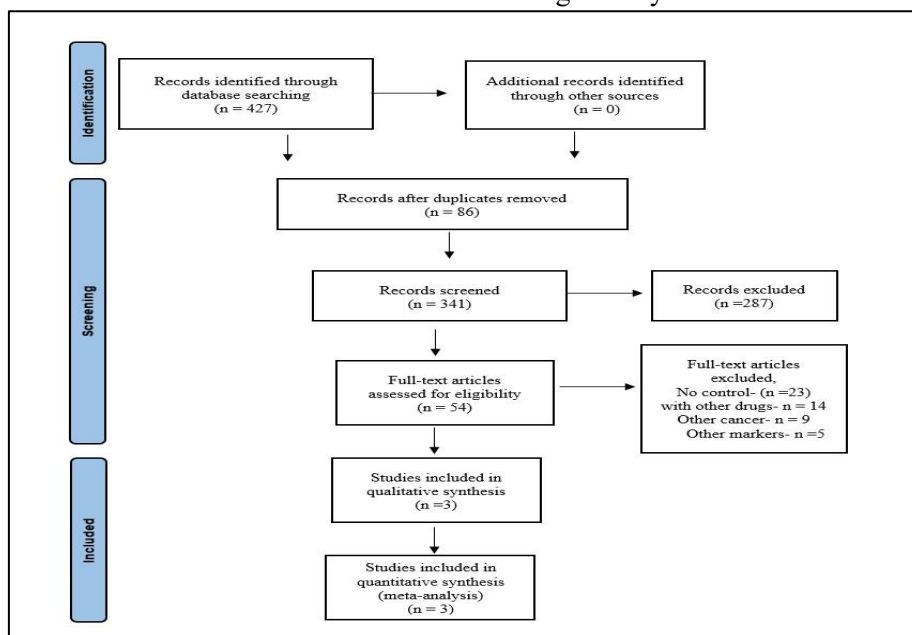 Identification
Records identified through
database searching
(n = 427)
Additional records identified
through other sources
(n = 0)
Screening
Records after duplicates removed
(n = 86)
Records screened
(n = 341)
Records excluded
(n =287)
Full-text articles
assessed for eligibility
(n = 54)
Full-text articles
excluded,
No control- (n =23)
with other drugs- n = 14
Other cancer- n = 9
Other markers- n =5
Included
Studies included in
qualitative synthesis
(n =3)
Studies included in
quantitative synthesis
(meta-analysis)
(n = 3)